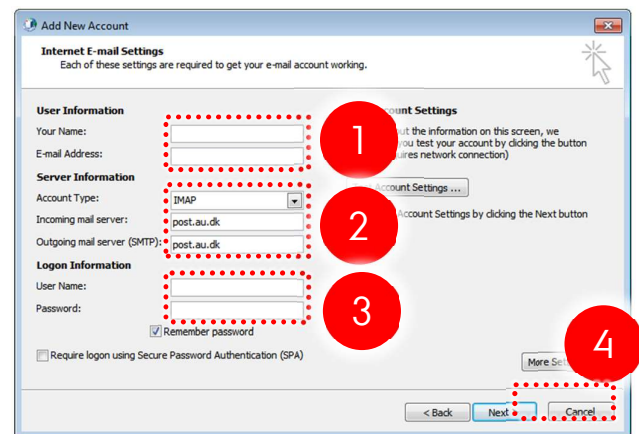 Add New Account
Internet E-mail Settings
Each of these settings are required to get your e-mail account working.
User Information
Your Name:
E-mail Address:
Server Information
Account Type: IMAP
Incoming mail server: post.au.dk
Outgoing mail server (SMTP): post.au.dk
Logon Information
User Name:
Password:
Remember password
Require logon using Secure Password Authentication (SPA)
1
2
3
Account Settings
the information on this screen, we
you test your account by clicking the button
network connection)
Account Settings ...
Account Settings by clicking the Next button
4
More
< Back
Next
Cancel